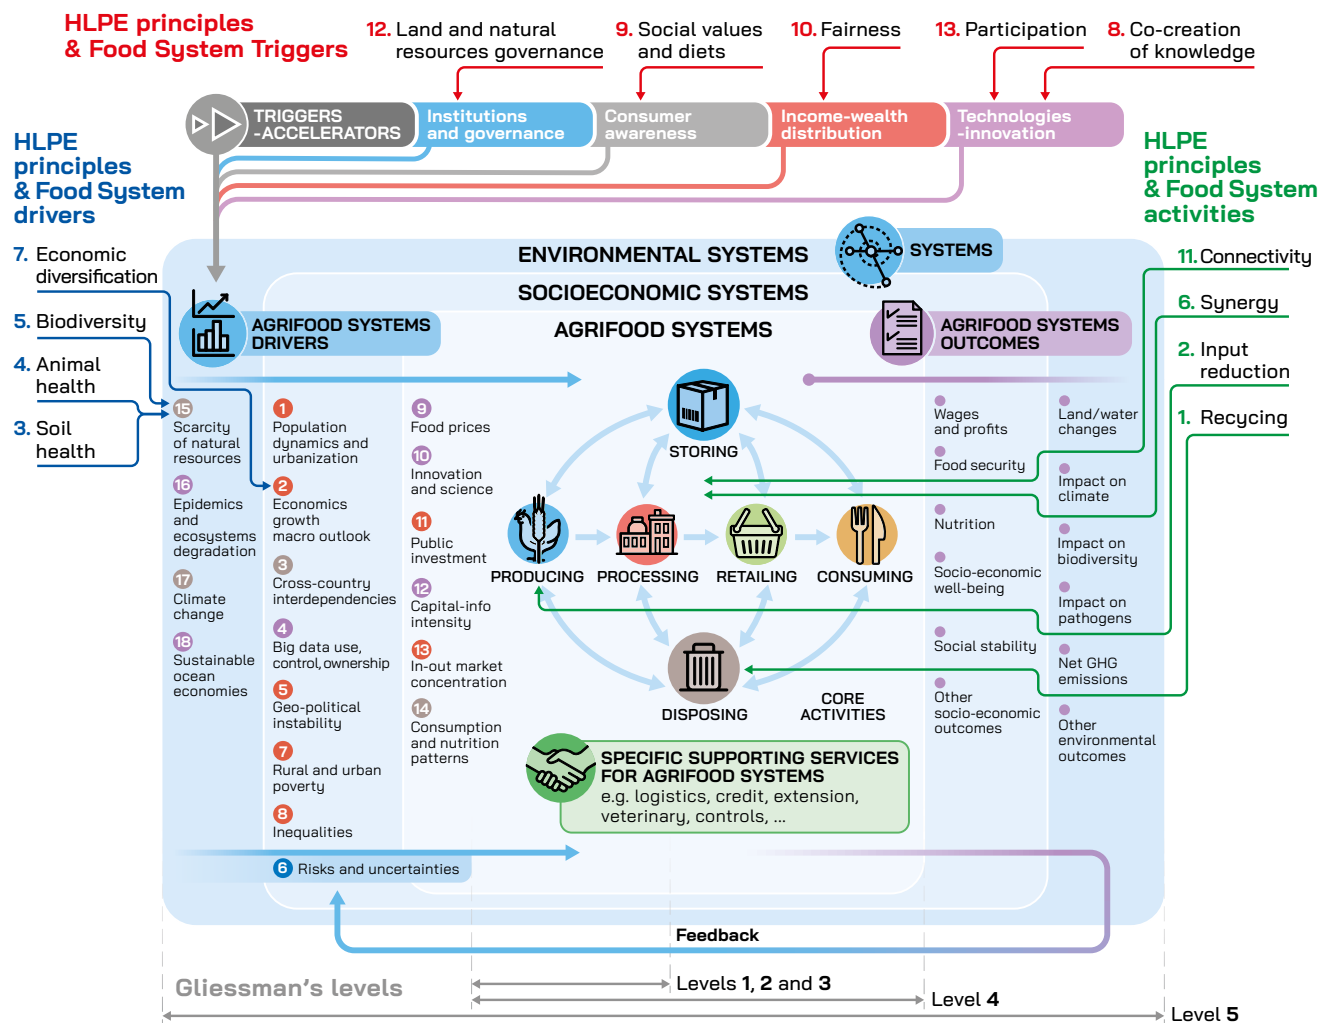 HLPE principles
& Food System Triggers
12. Land and natural
resources governance
9. Social values
and diets
10. Fairness
13. Participation
8. Co-creation
of knowledge
TRIGGERS
-ACCELERATORS
Institutions
and governance
Consumer
awareness
Income-wealth
distribution
Technologies
-innovation
HLPE
principles
& Food System
drivers
7. Economic
diversification
5. Biodiversity
4. Animal
health
3. Soil
health
HLPE
principles
& Food System
activities
11. Connectivity
6. Synergy
2. Input
reduction
1. Recycing
ENVIRONMENTAL SYSTEMS
SYSTEMS
SOCIOECONOMIC SYSTEMS
AGRIFOOD SYSTEMS
AGRIFOOD SYSTEMS
DRIVERS
AGRIFOOD SYSTEMS
OUTCOMES
15
Scarcity
of natural
resources
16
Epidemics
and
ecosystems
degradation
17
Climate
change
18
Sustainable
ocean
economies
1
Population
dynamics and
urbanization
2
Economics
growth
macro outlook
3
Cross-country
interdependencies
4
Big data use,
control, ownership
5
Geo-political
instability
7
Rural and urban
poverty
8
Inequalities
6 Risks and uncertainties
9
Food prices
10
Innovation
and science
11
Public
investment
12
Capital-info
intensity
13
In-out market
concentration
14
Consumption
and nutrition
patterns
STORING
PRODUCING
PROCESSING
RETAILING
CONSUMING
DISPOSING
CORE
ACTIVITIES
SPECIFIC SUPPORTING SERVICES
FOR AGRIFOOD SYSTEMS
e.g. logistics, credit, extension,
veterinary, controls, ...
Wages
and profits
Food security
Nutrition
Socio-economic
well-being
Social stability
Other
socio-economic
outcomes
Land/water
changes
Impact on
climate
Impact on
biodiversity
Impact on
pathogens
Net GHG
emissions
Other
environmental
outcomes
Feedback
Gliessman's levels
Levels 1, 2 and 3
Level 4
Level 5